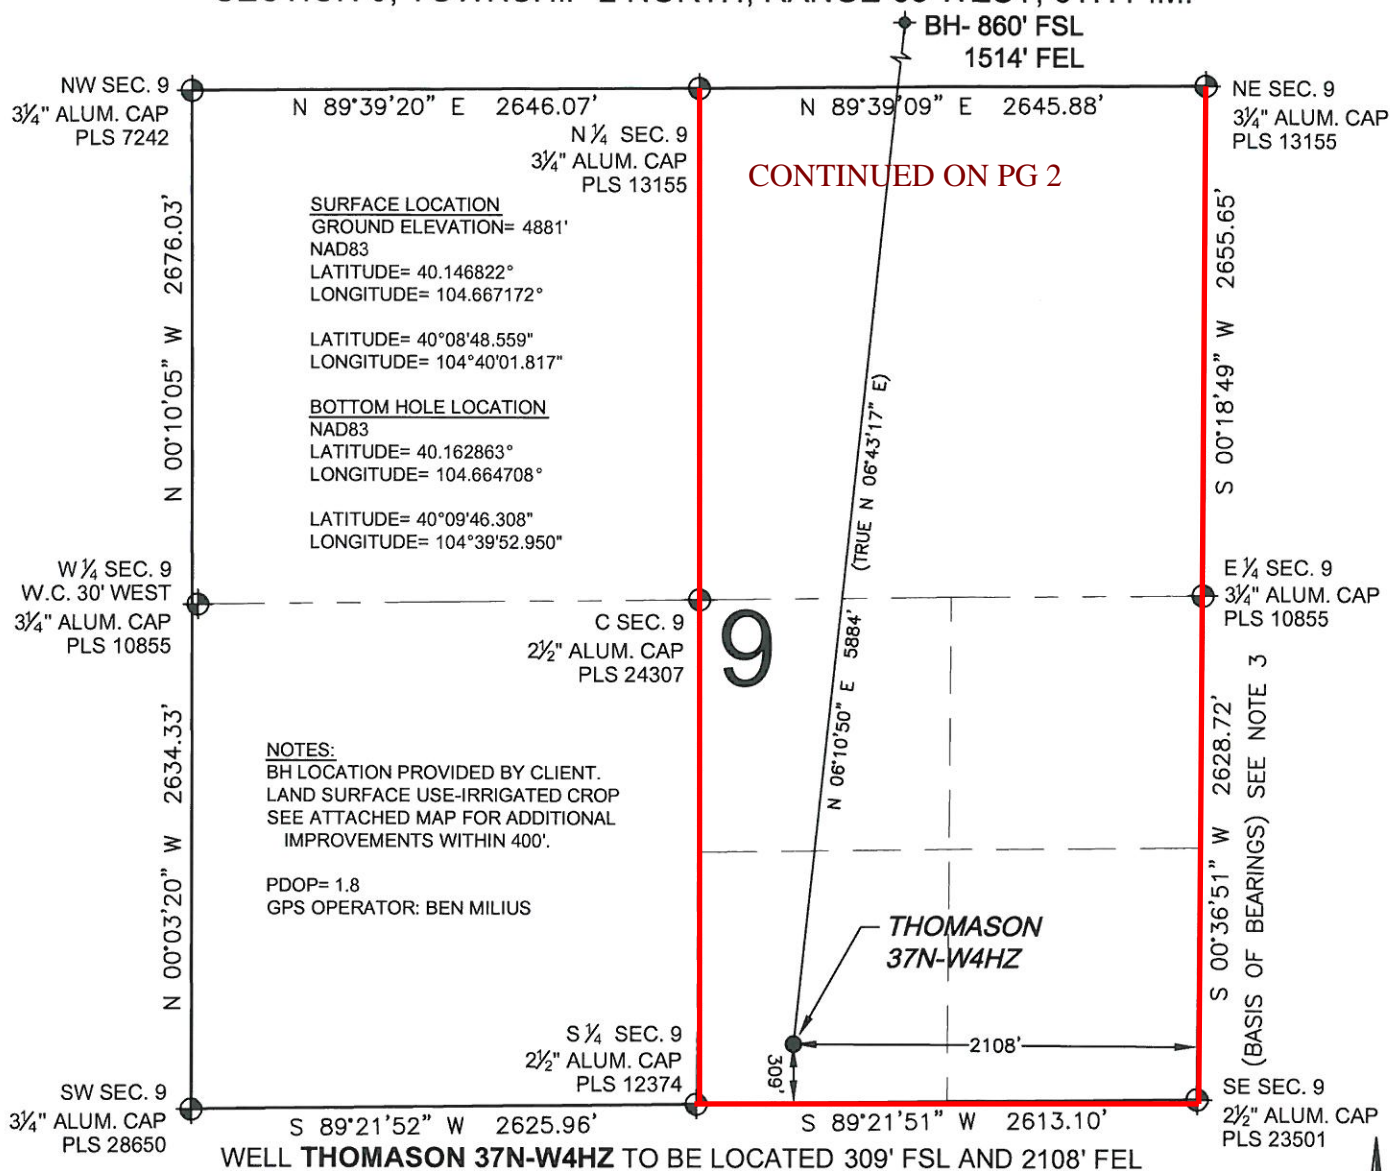 BH- 860' FSL
1514' FEL
NW SEC. 9
3¼" ALUM. CAP
PLS 7242
N 89°39'20" E 2646.07'
N 89°39'09" E 2645.88'
NE SEC. 9
3¼" ALUM. CAP
PLS 13155
N ¼ SEC. 9
3¼" ALUM. CAP
PLS 13155
CONTINUED ON PG 2
SURFACE LOCATION
GROUND ELEVATION= 4881'
NAD83
LATITUDE= 40.146822°
LONGITUDE= 104.667172°
LATITUDE= 40°08'48.559"
LONGITUDE= 104°40'01.817"
BOTTOM HOLE LOCATION
NAD83
LATITUDE= 40.162863°
LONGITUDE= 104.664708°
LATITUDE= 40°09'46.308"
LONGITUDE= 104°39'52.950"
N 00°10'05" W 2676.03'
S 00°18'49" W 2655.65'
N 06°10'50" E 5884' (TRUE N 06°43'17" E)
W ¼ SEC. 9
W.C. 30' WEST
3¼" ALUM. CAP
PLS 10855
C SEC. 9
2½" ALUM. CAP
PLS 24307
9
E ¼ SEC. 9
3¼" ALUM. CAP
PLS 10855
N 00°03'20" W 2634.33'
NOTES:
BH LOCATION PROVIDED BY CLIENT.
LAND SURFACE USE-IRRIGATED CROP
SEE ATTACHED MAP FOR ADDITIONAL
IMPROVEMENTS WITHIN 400'.
PDOP= 1.8
GPS OPERATOR: BEN MILIUS
S 00°36'51" W 2628.72'
(BASIS OF BEARINGS) SEE NOTE 3
THOMASON
37N-W4HZ
2108'
309'
S ¼ SEC. 9
2½" ALUM. CAP
PLS 12374
SW SEC. 9
3¼" ALUM. CAP
PLS 28650
S 89°21'52" W 2625.96'
S 89°21'51" W 2613.10'
SE SEC. 9
2½" ALUM. CAP
PLS 23501
WELL THOMASON 37N-W4HZ TO BE LOCATED 309' FSL AND 2108' FEL